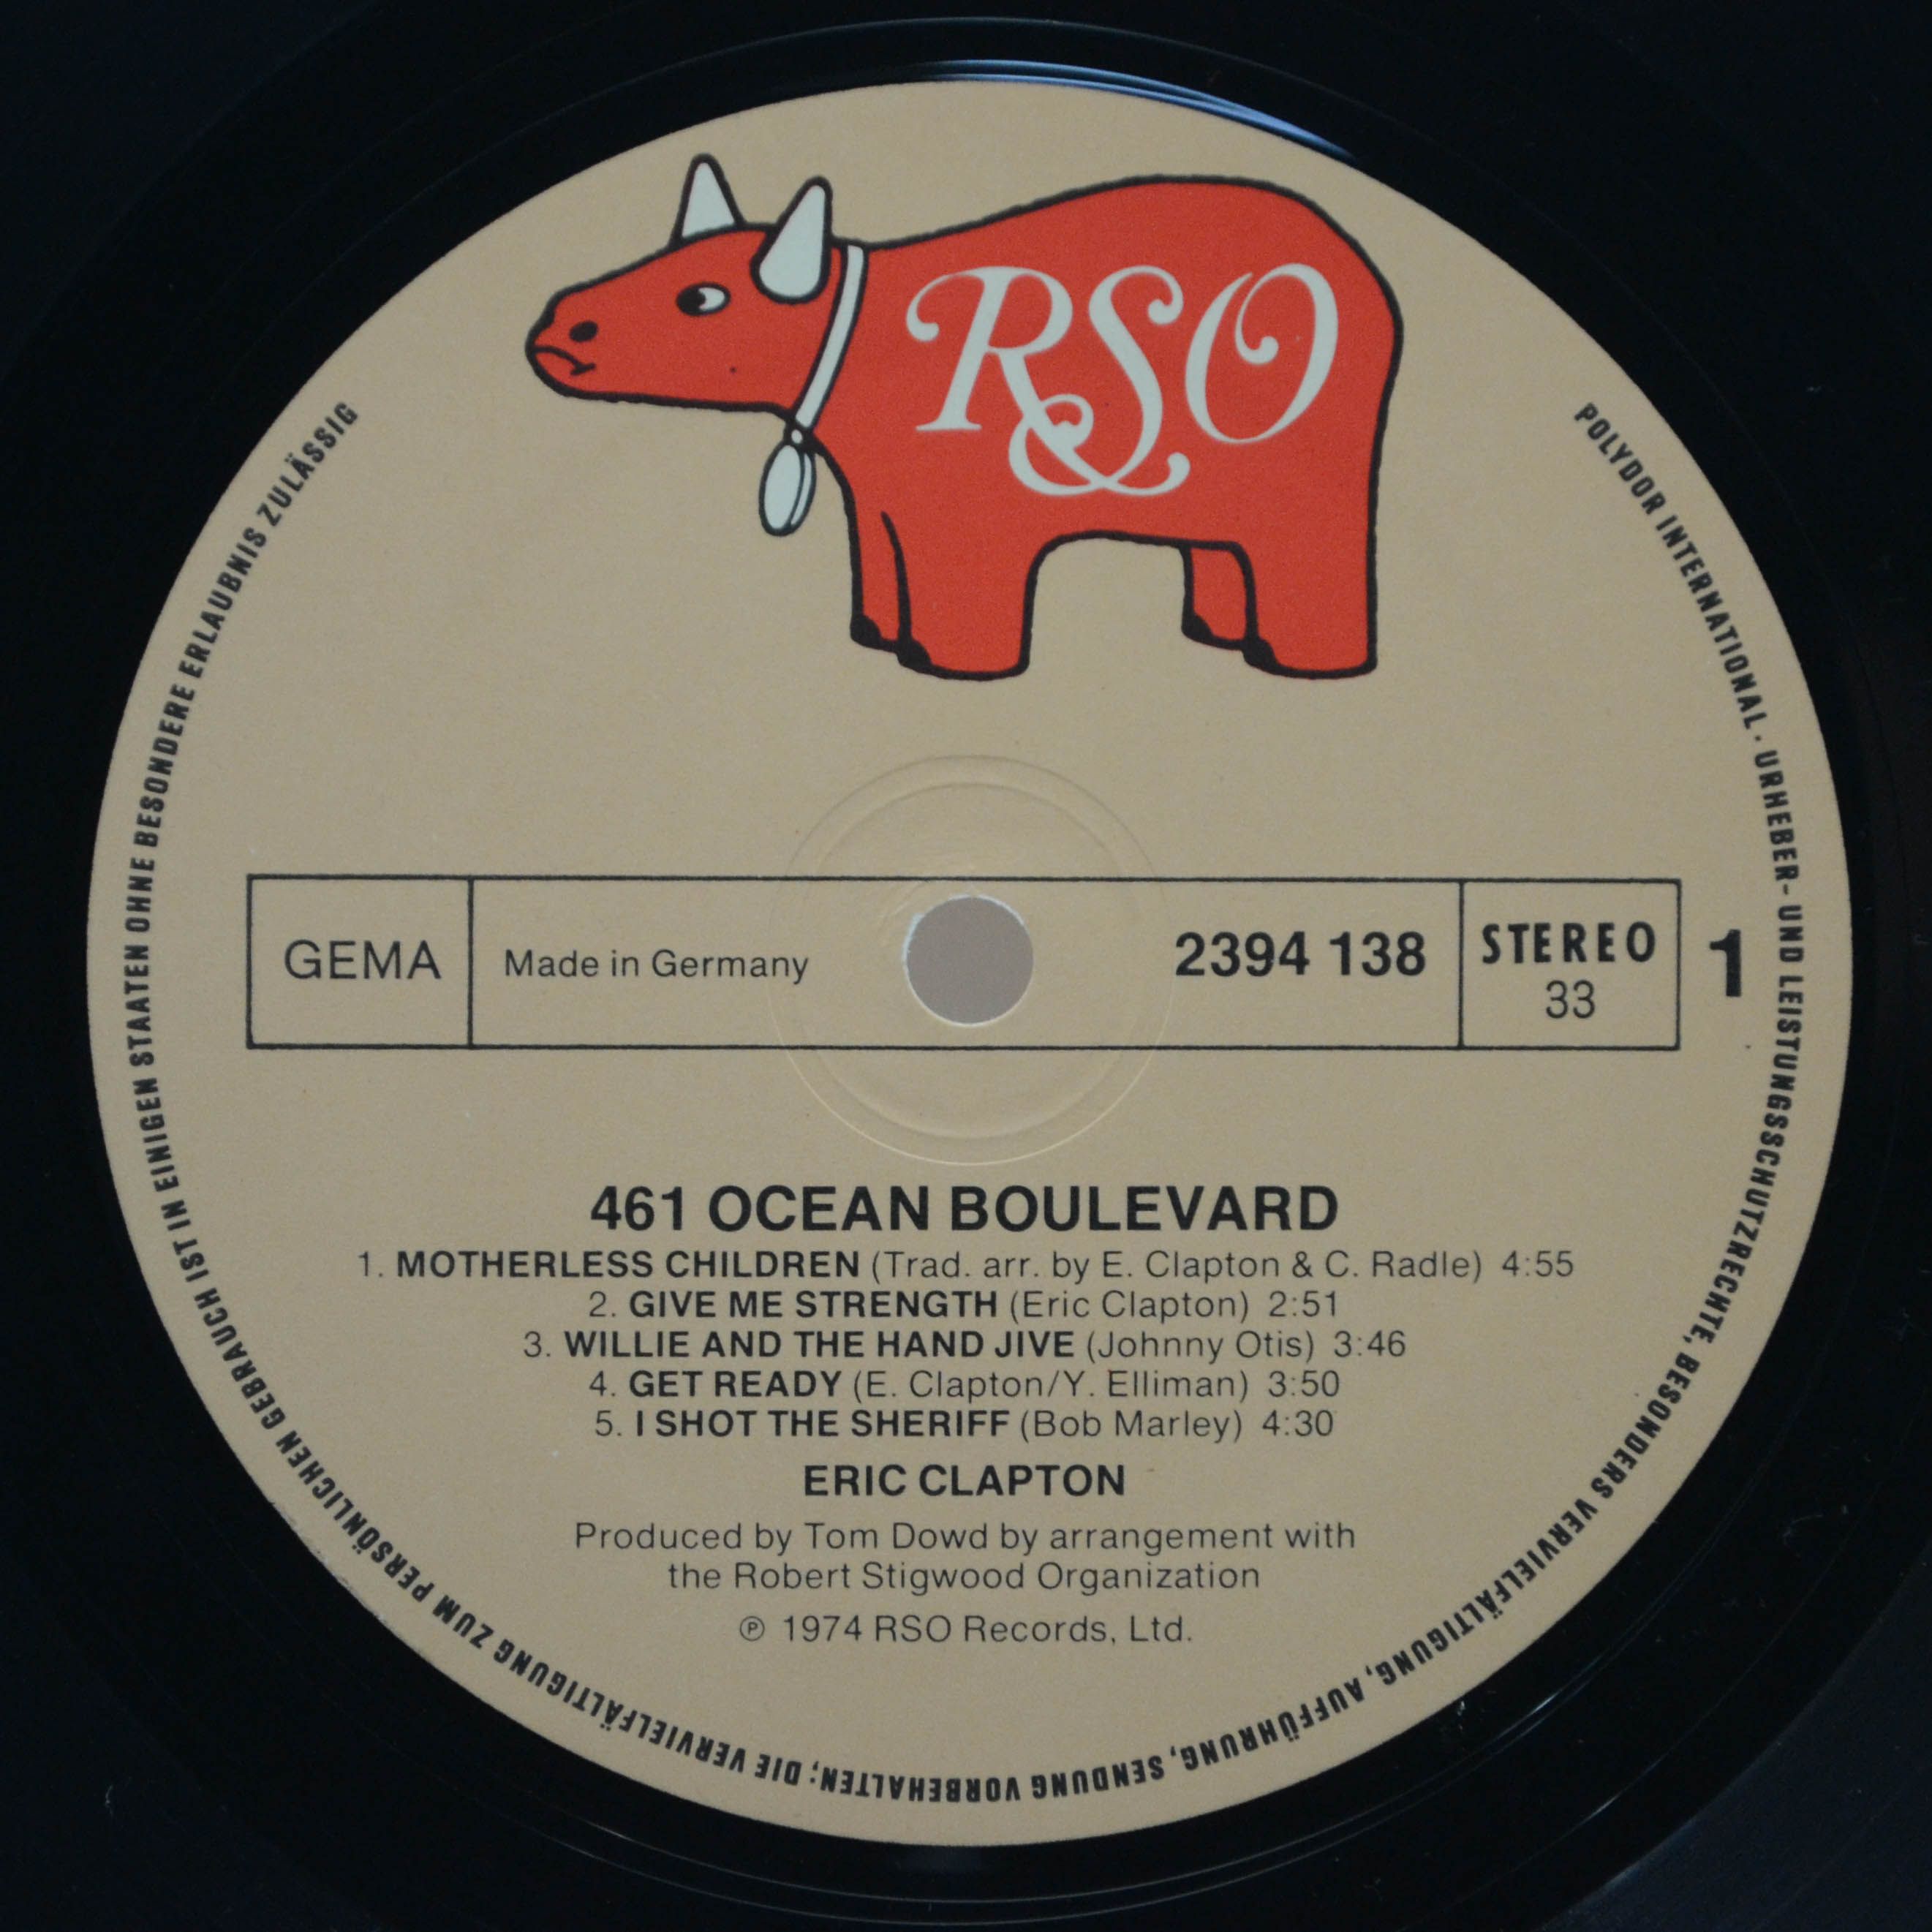 RSO
POLYDOR INTERNATIONAL · URHEBER- UND LEISTUNGSSCHUTZRECHTE, BESONDERS VERVIELFÄLTIGUNG, AUFFÜHRUNG, SENDUNG VORBEHALTEN; DIE VERVIELFÄLTIGUNG ZUM PERSÖNLICHEN GEBRAUCH IST IN EINIGEN STAATEN OHNE BESONDERE ERLAUBNIS ZULÄSSIG
GEMA
Made in Germany
2394 138
STEREO
33
1
461 OCEAN BOULEVARD
1. MOTHERLESS CHILDREN (Trad. arr. by E. Clapton & C. Radle) 4:55
2. GIVE ME STRENGTH (Eric Clapton) 2:51
3. WILLIE AND THE HAND JIVE (Johnny Otis) 3:46
4. GET READY (E. Clapton/Y. Elliman) 3:50
5. I SHOT THE SHERIFF (Bob Marley) 4:30
ERIC CLAPTON
Produced by Tom Dowd by arrangement with
the Robert Stigwood Organization
℗ 1974 RSO Records, Ltd.